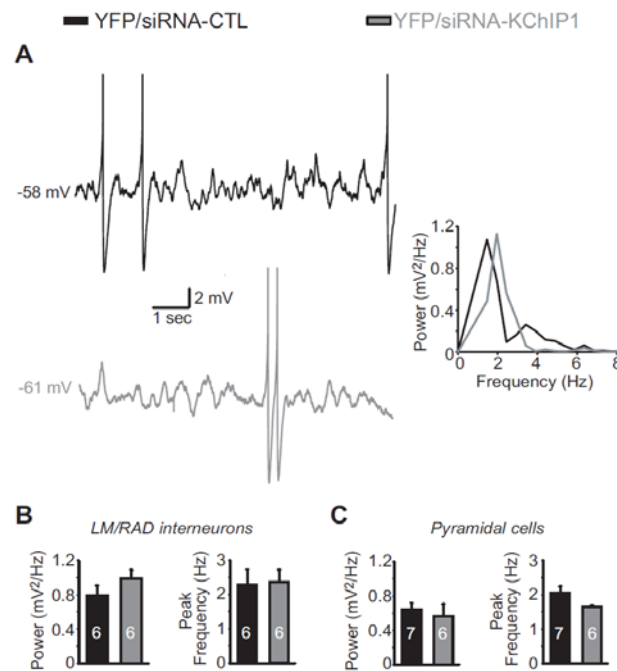 YFP/siRNA-CTL
YFP/siRNA-KChIP1
A
-58 mV
2 mV
1 sec
-61 mV
Power (mV²/Hz)
1.2
0.8
0.4
0
0 2 4 6 8
Frequency (Hz)
B
LM/RAD interneurons
Power (mV²/Hz)
1.2
0.8
0.4
0
6 6
Peak
Frequency (Hz)
3
2
1
0
6 6
C
Pyramidal cells
Power (mV²/Hz)
1.2
0.8
0.4
0
7 6
Peak
Frequency (Hz)
3
2
1
0
7 6